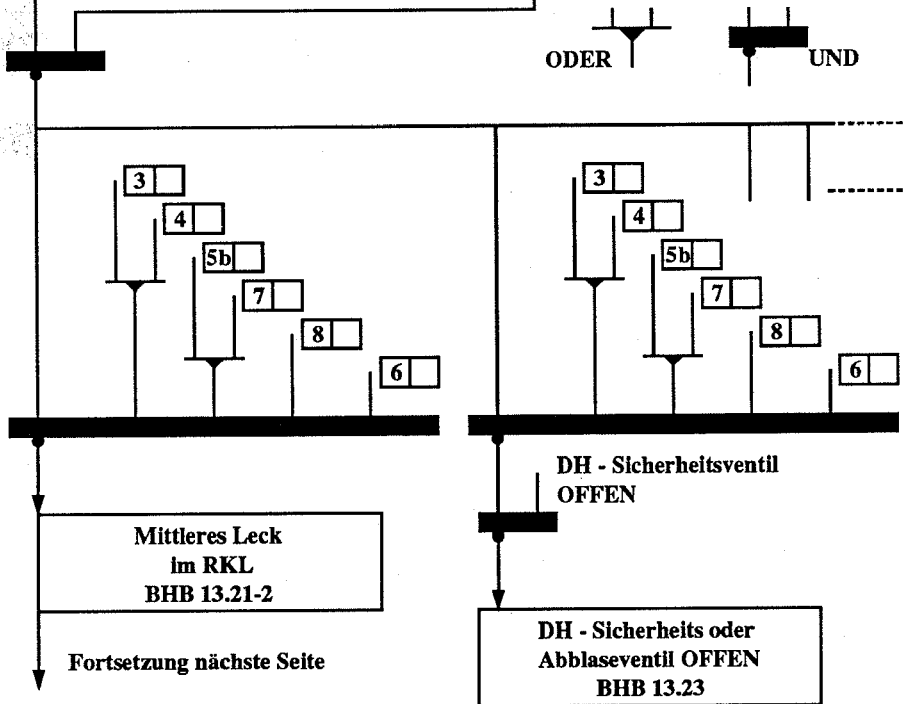 ODER
UND
3
4
5b
7
8
6
3
4
5b
7
8
6
DH - Sicherheitsventil
OFFEN
Mittleres Leck
im RKL
BHB 13.21-2
Fortsetzung nächste Seite
DH - Sicherheits oder
Abblaseventil OFFEN
BHB 13.23